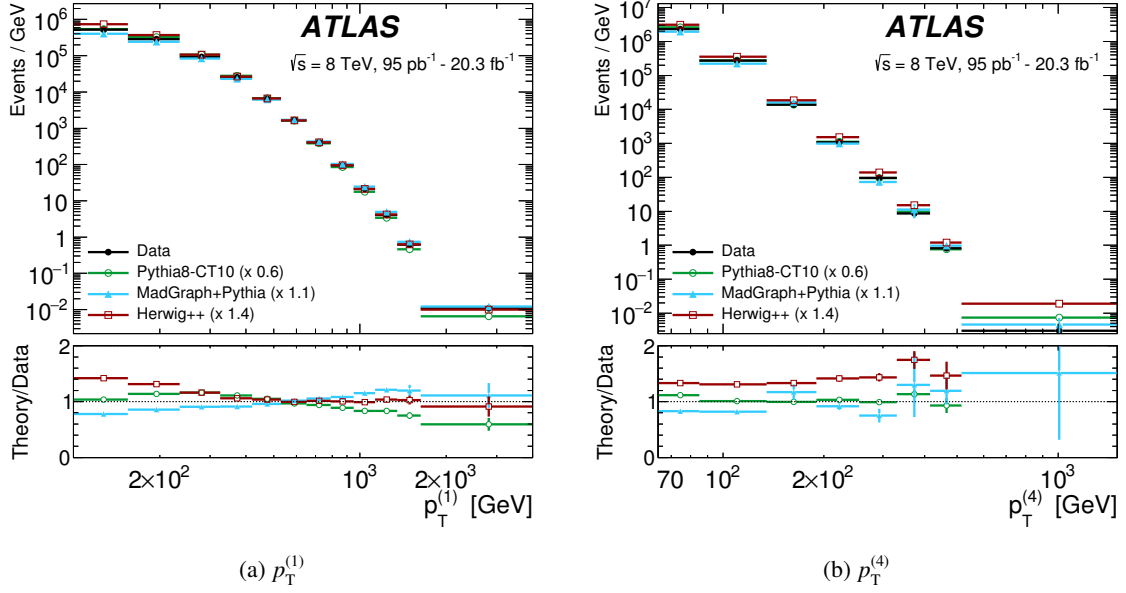 Events / GeV
10⁶
10⁵
10⁴
10³
10²
10
1
10⁻¹
10⁻²
ATLAS
√s = 8 TeV, 95 pb⁻¹ - 20.3 fb⁻¹
Data
Pythia8-CT10 (x 0.6)
MadGraph+Pythia (x 1.1)
Herwig++ (x 1.4)
Theory/Data
2
1
0
2×10² 10³ 2×10³
p_T^(1) [GeV]
(a) p_T^(1)
Events / GeV
10⁷
10⁶
10⁵
10⁴
10³
10²
10
1
10⁻¹
10⁻²
10⁻³
ATLAS
√s = 8 TeV, 95 pb⁻¹ - 20.3 fb⁻¹
Data
Pythia8-CT10 (x 0.6)
MadGraph+Pythia (x 1.1)
Herwig++ (x 1.4)
Theory/Data
2
1
0
70 10² 2×10² 10³
p_T^(4) [GeV]
(b) p_T^(4)